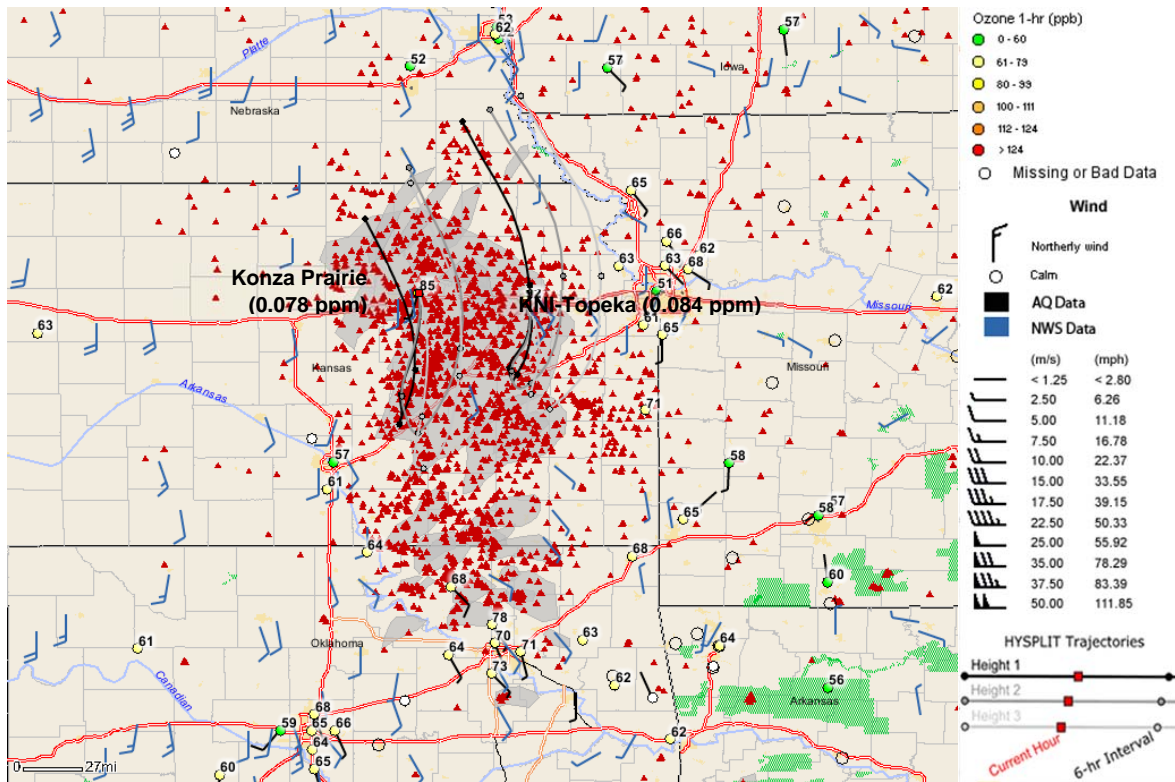 57
53
62
52
57
Platte
Iowa
Nebraska
65
66
62
63
63
68
Konza Prairie
(0.078 ppm)
85
51
62
KNI-Topeka (0.084 ppm)
Missouri
61
65
63
Kansas
Missouri
Arkansas
71
57
58
61
65
58
57
64
68
68
60
78
Oklahoma
70
71
63
64
64
61
73
62
56
Canadian
Arkansas
68
59
65
66
62
64
65
60
0
27mi
Ozone 1-hr (ppb)
0 - 60
61 - 79
80 - 99
100 - 111
112 - 124
> 124
Missing or Bad Data
Wind
Northerly wind
Calm
AQ Data
NWS Data
(m/s) (mph)
< 1.25 < 2.80
2.50 6.26
5.00 11.18
7.50 16.78
10.00 22.37
15.00 33.55
17.50 39.15
22.50 50.33
25.00 55.92
35.00 78.29
37.50 83.39
50.00 111.85
HYSPLIT Trajectories
Height 1
Height 2
Height 3
Current Hour
6-hr Interval